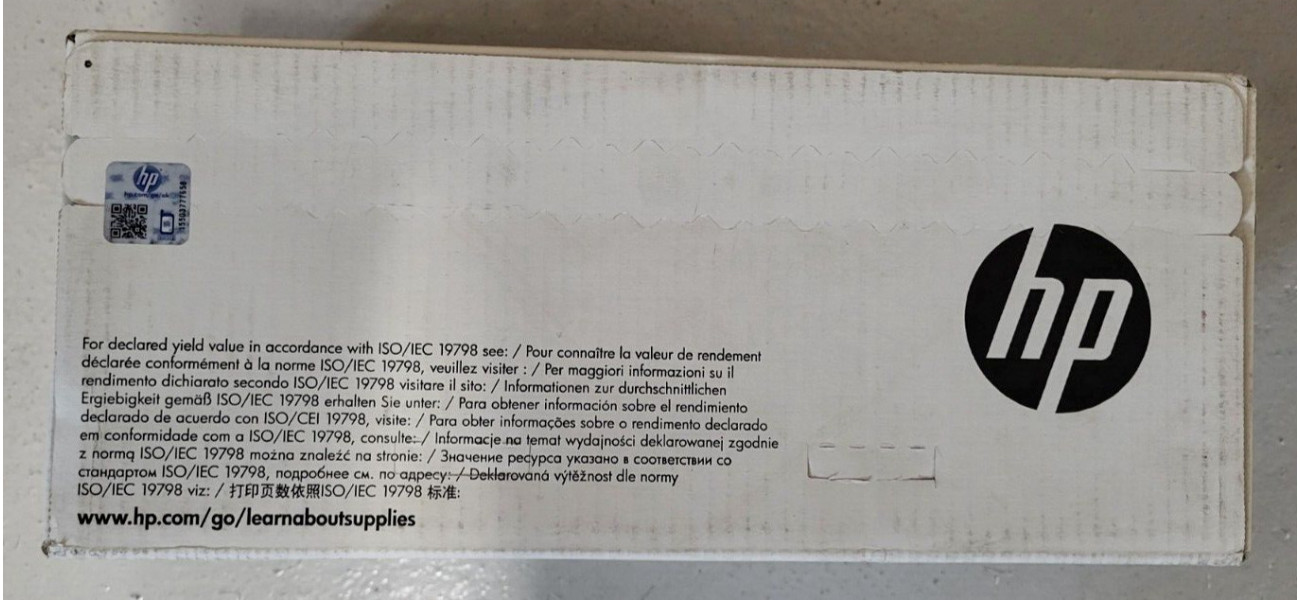 hp
For declared yield value in accordance with ISO/IEC 19798 see: / Pour connaître la valeur de rendement
déclarée conformément à la norme ISO/IEC 19798, veuillez visiter : / Per maggiori informazioni su il
rendimento dichiarato secondo ISO/IEC 19798 visitare il sito: / Informationen zur durchschnittlichen
Ergiebigkeit gemäß ISO/IEC 19798 erhalten Sie unter: / Para obtener información sobre el rendimiento
declarado de acuerdo con ISO/CEI 19798, visite: / Para obter informações sobre o rendimento declarado
em conformidade com a ISO/IEC 19798, consulte: / Informacje na temat wydajności deklarowanej zgodnie
z normą ISO/IEC 19798 można znaleźć na stronie: / Значение ресурса указано в соответствии со
стандартом ISO/IEC 19798, подробнее см. по адресу: / Deklarovaná výtěžnost dle normy
ISO/IEC 19798 viz: / 打印页数依照ISO/IEC 19798 标准:
www.hp.com/go/learnaboutsupplies
hp